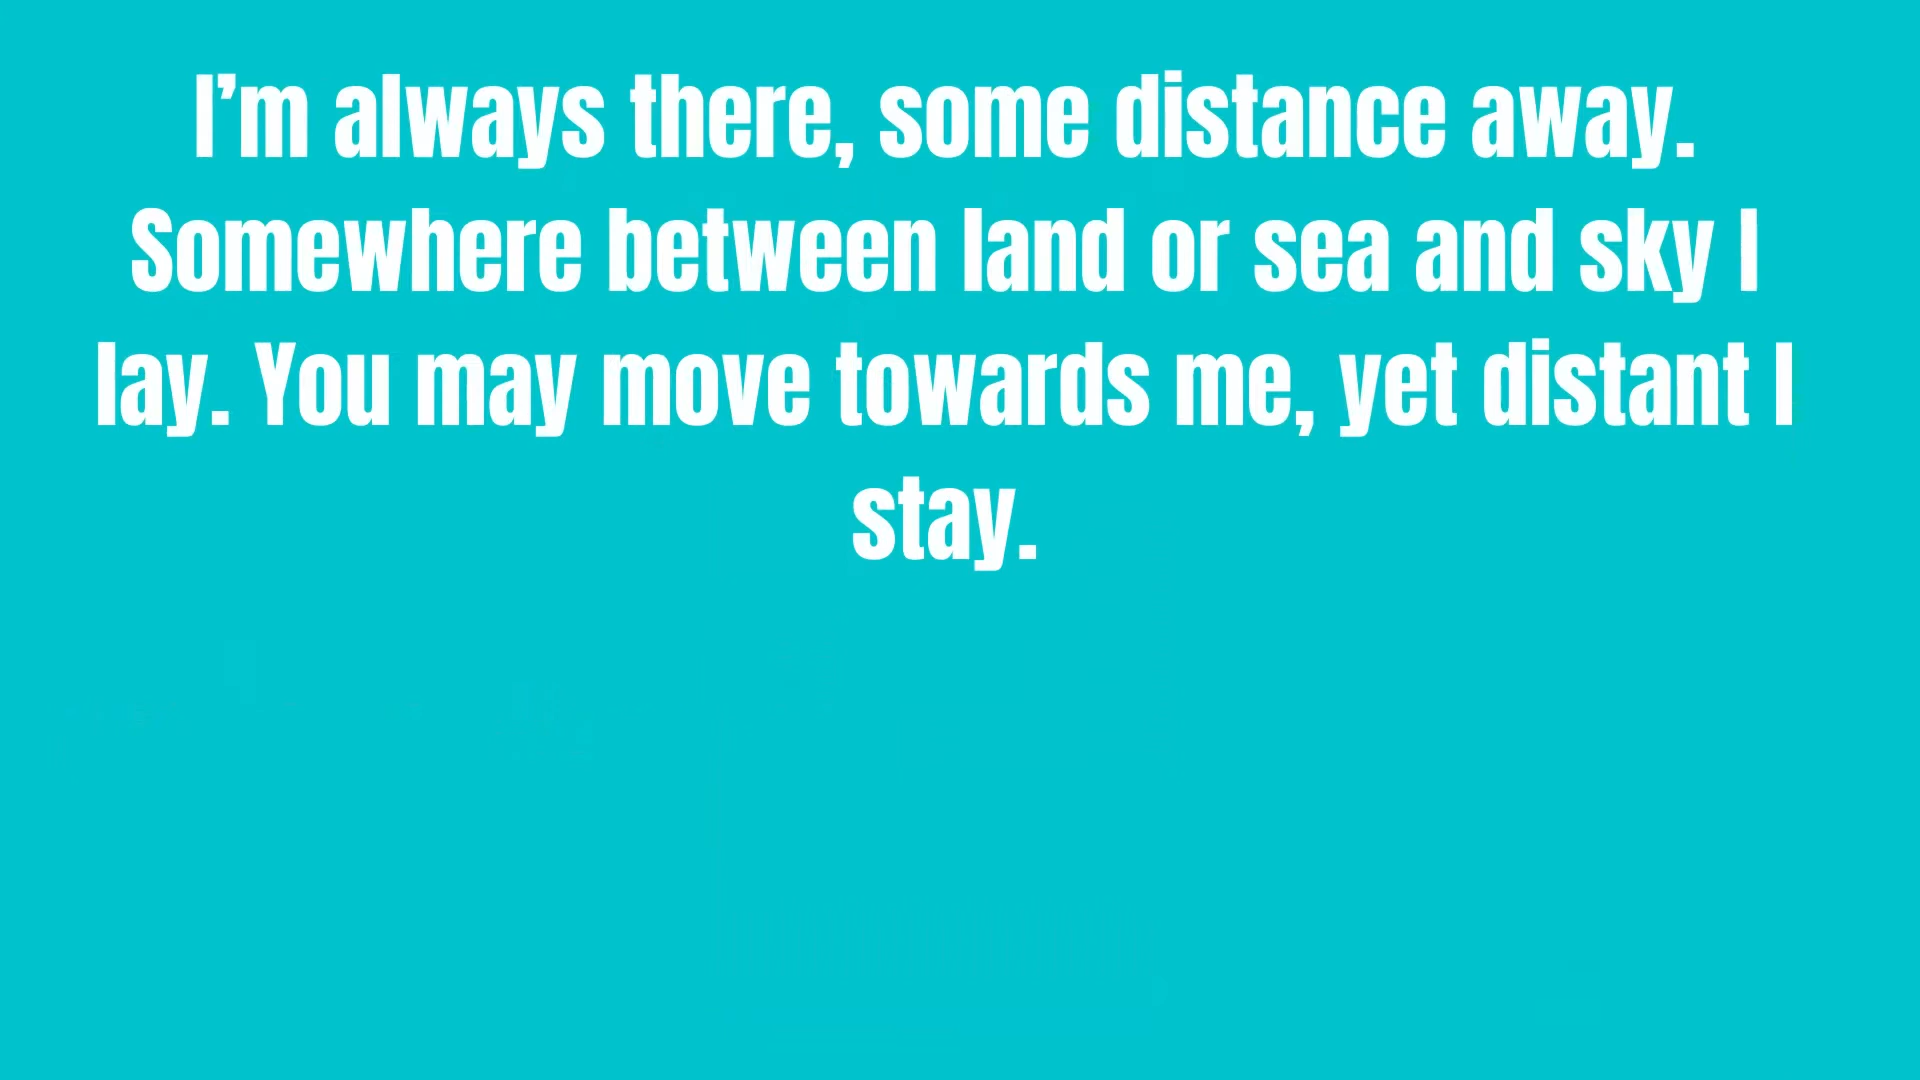 I’m always there, some distance away.
Somewhere between land or sea and sky I
lay. You may move towards me, yet distant I
stay.